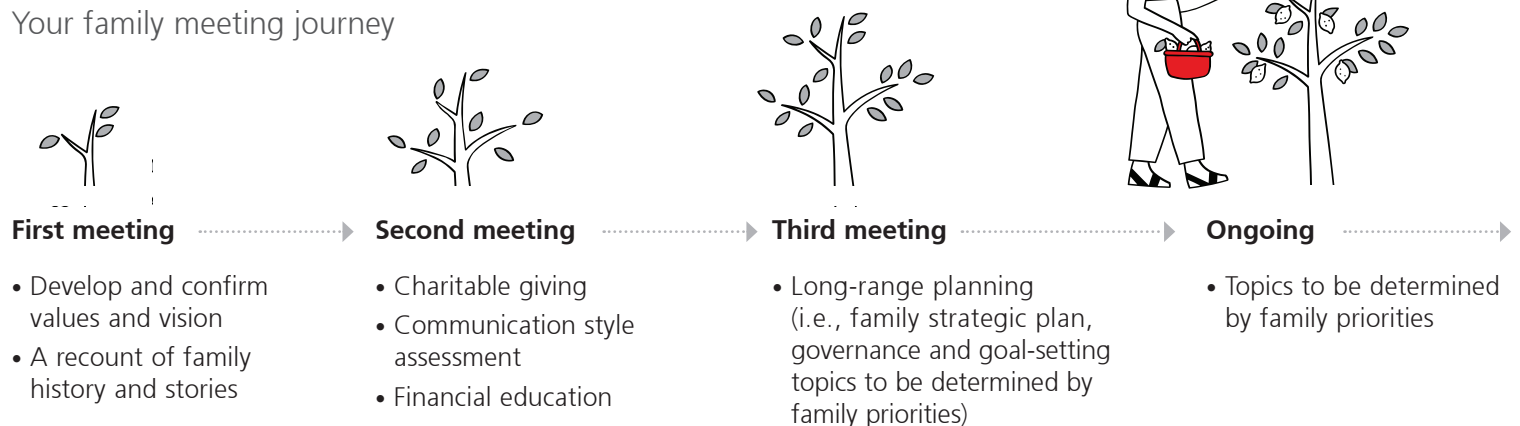 Your family meeting journey
First meeting
• Develop and confirm
values and vision
• A recount of family
history and stories
Second meeting
• Charitable giving
• Communication style
assessment
• Financial education
Third meeting
• Long-range planning
(i.e., family strategic plan,
governance and goal-setting
topics to be determined by
family priorities)
Ongoing
• Topics to be determined
by family priorities